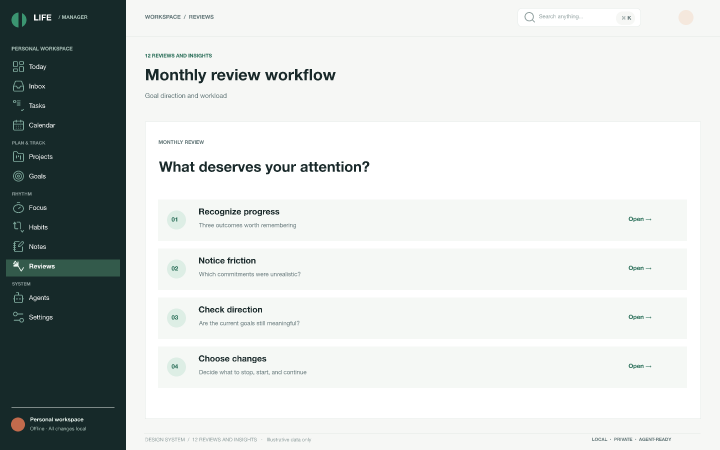 LIFE / MANAGER
PERSONAL WORKSPACE
Today
Inbox
Tasks
Calendar
PLAN & TRACK
Projects
Goals
RHYTHM
Focus
Habits
Notes
Reviews
SYSTEM
Agents
Settings
Personal workspace
Offline · All changes local
WORKSPACE / REVIEWS
Search anything...
⌘ K
12 REVIEWS AND INSIGHTS
Monthly review workflow
Goal direction and workload
MONTHLY REVIEW
What deserves your attention?
01
Recognize progress
Three outcomes worth remembering
Open →
02
Notice friction
Which commitments were unrealistic?
Open →
03
Check direction
Are the current goals still meaningful?
Open →
04
Choose changes
Decide what to stop, start, and continue
Open →
DESIGN SYSTEM / 12 REVIEWS AND INSIGHTS · Illustrative data only
LOCAL · PRIVATE · AGENT-READY